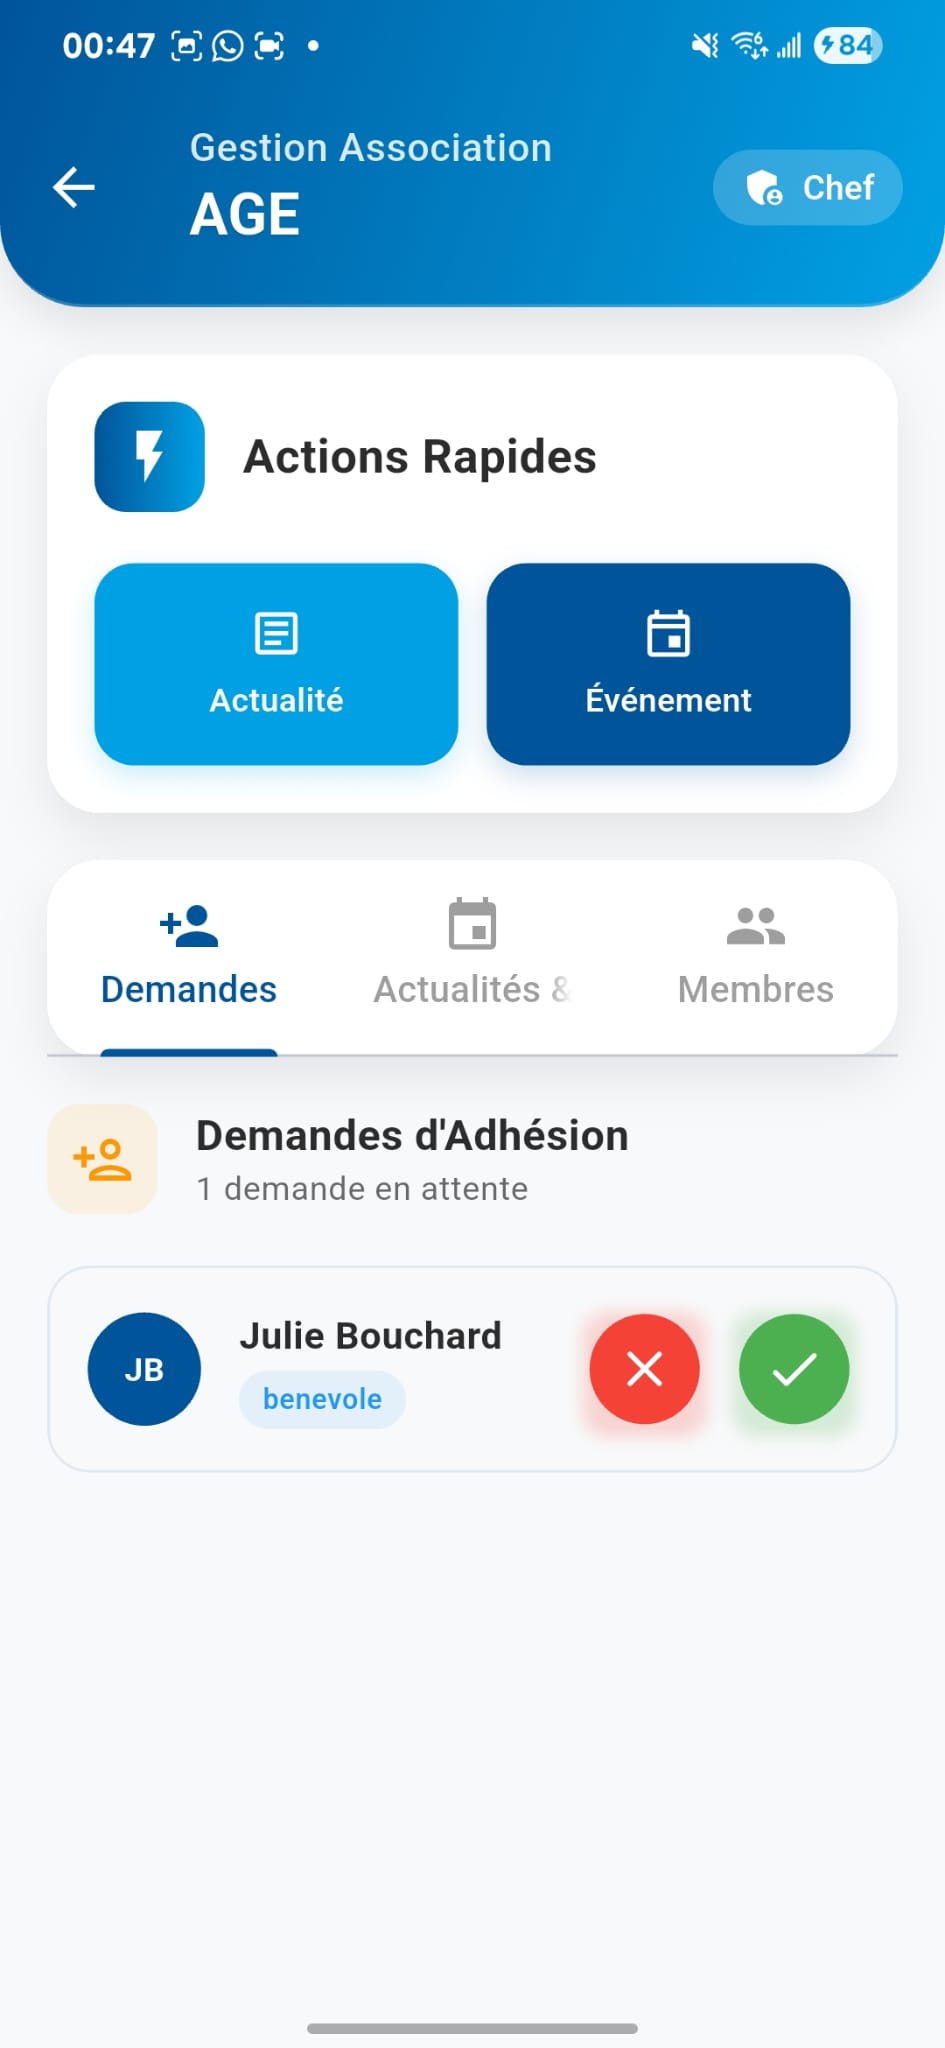 00:47
84
Gestion Association
AGE
Chef
Actions Rapides
Actualité
Événement
Demandes
Actualités &
Membres
Demandes d'Adhésion
1 demande en attente
JB
Julie Bouchard
benevole